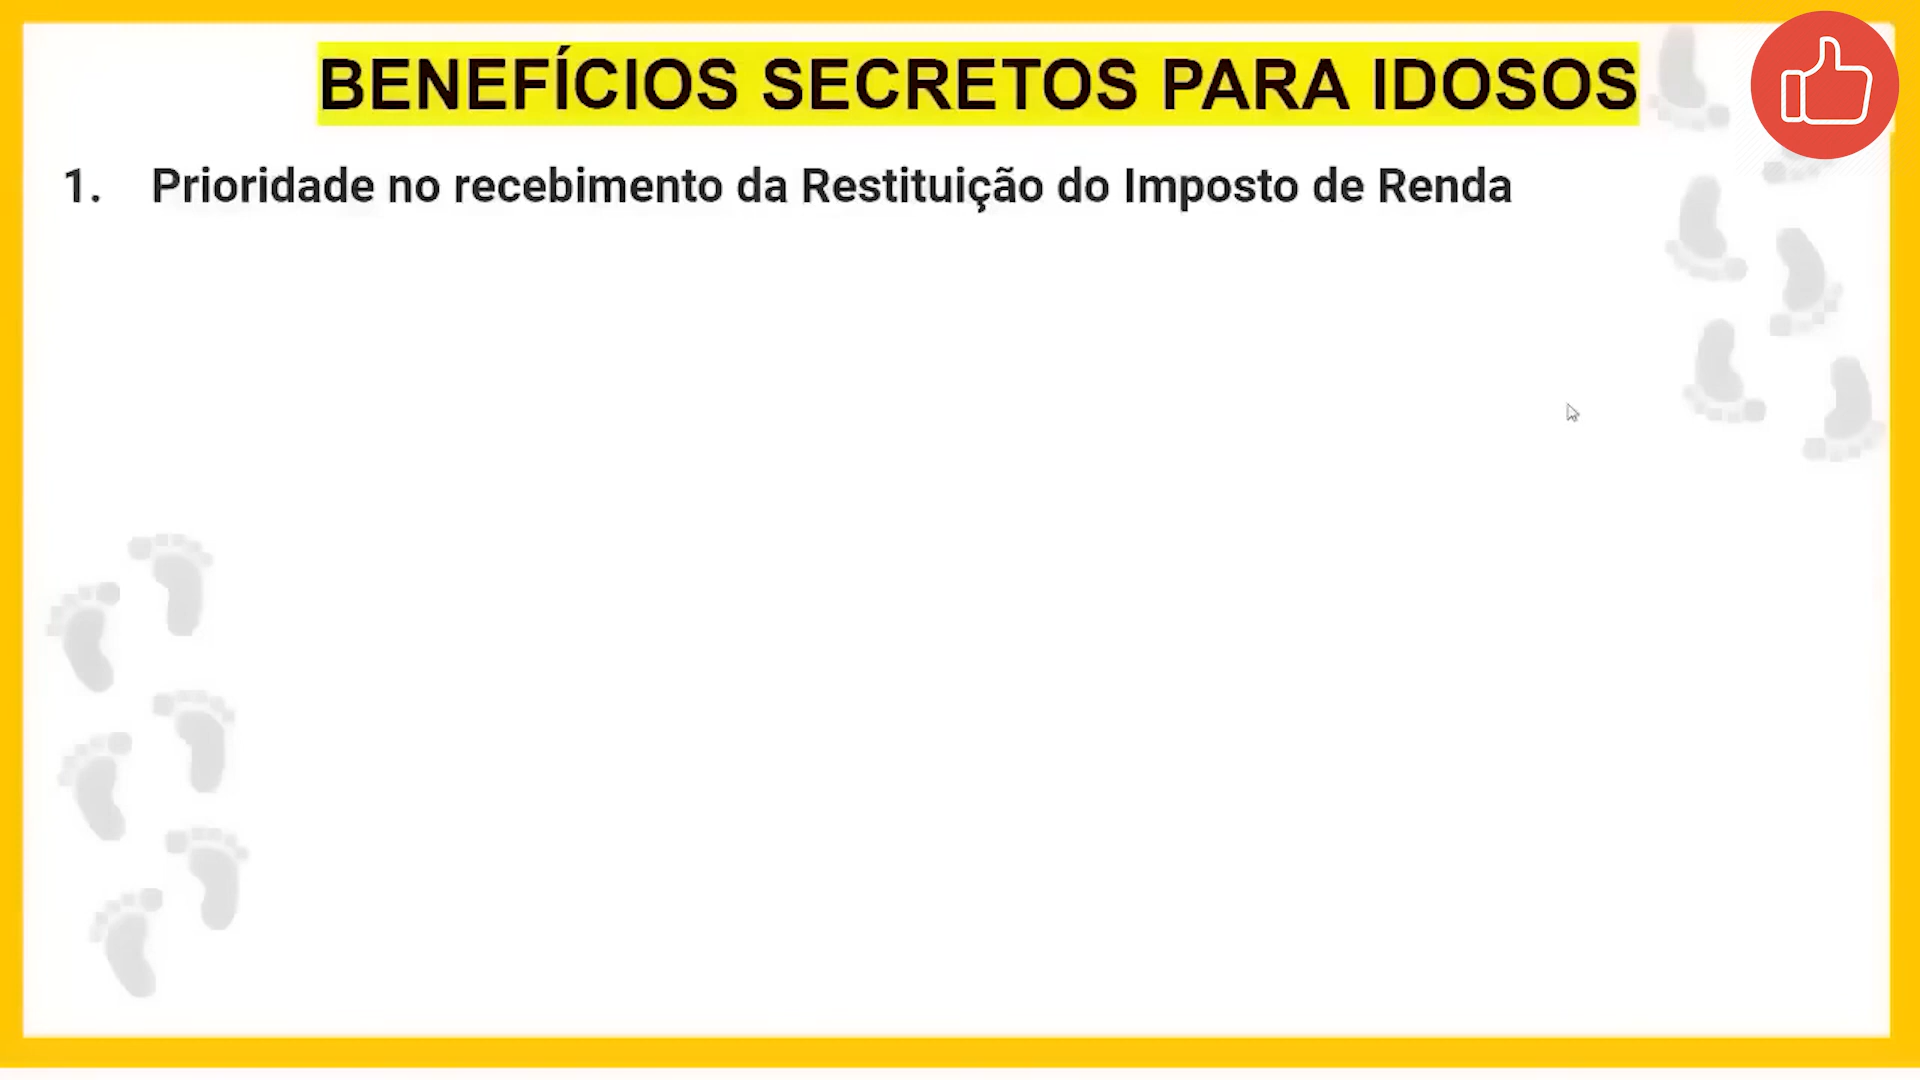 BENEFÍCIOS SECRETOS PARA IDOSOS
1. Prioridade no recebimento da Restituição do Imposto de Renda